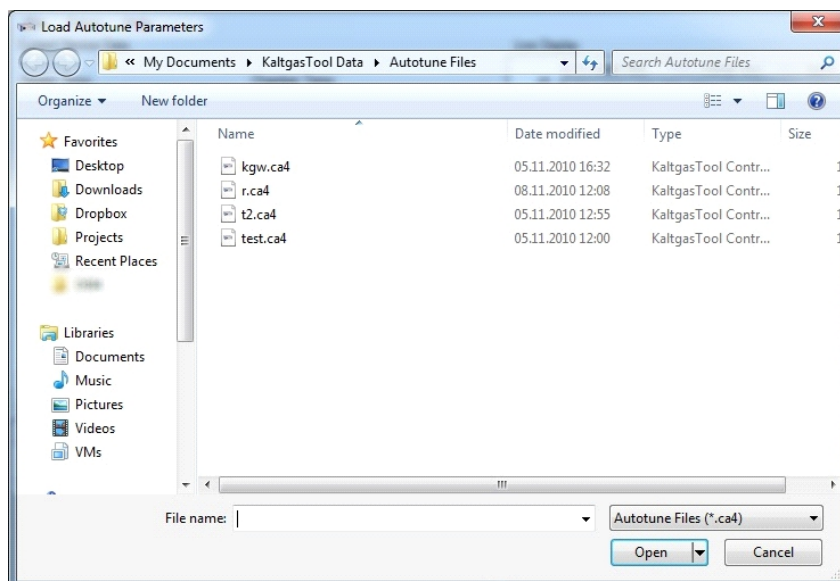 Load Autotune Parameters
« My Documents KaltgasTool Data Autotune Files
Search Autotune Files
Organize New folder
Name Date modified Type Size
Favorites
Desktop
Downloads
Dropbox
Projects
Recent Places
kgw.ca4 05.11.2010 16:32 KaltgasTool Contr...
r.ca4 08.11.2010 12:08 KaltgasTool Contr...
t2.ca4 05.11.2010 12:55 KaltgasTool Contr...
test.ca4 05.11.2010 12:00 KaltgasTool Contr...
Libraries
Documents
Music
Pictures
Videos
VMs
File name: Autotune Files (*.ca4)
Open Cancel